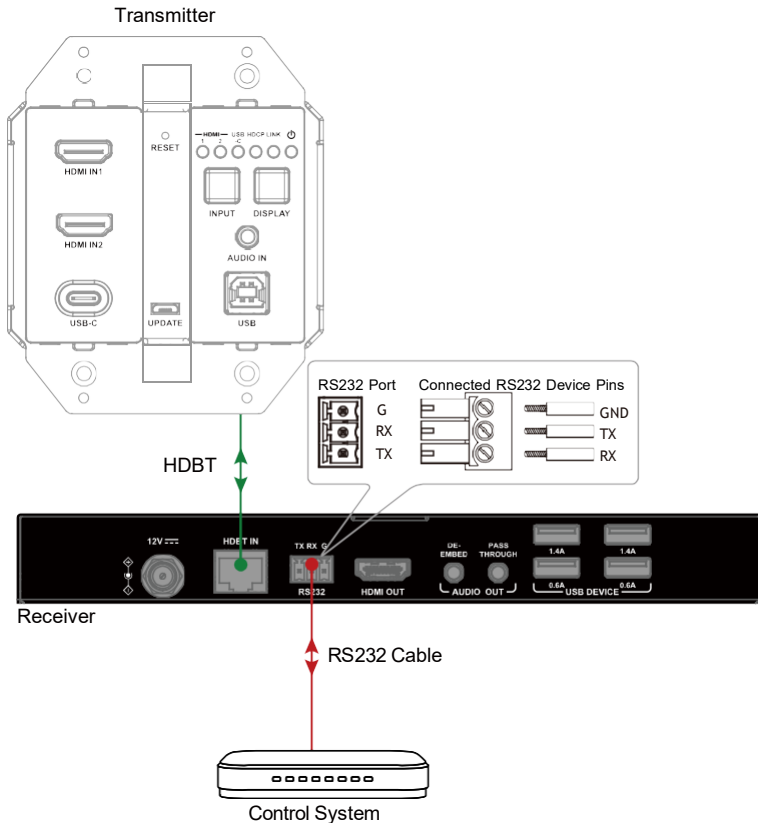 Transmitter
HDMI IN1
HDMI IN2
USB-C
RESET
UPDATE
HDMI USB HDCP LINK
1 2 -C
INPUT DISPLAY
AUDIO IN
USB
RS232 Port Connected RS232 Device Pins
G GND
RX TX
TX RX
HDBT
12V
HDBT IN
TX RX G
RS232
HDMI OUT
DE-
EMBED
PASS
THROUGH
AUDIO OUT
1.4A 1.4A
0.6A 0.6A
USB DEVICE
Receiver
RS232 Cable
Control System